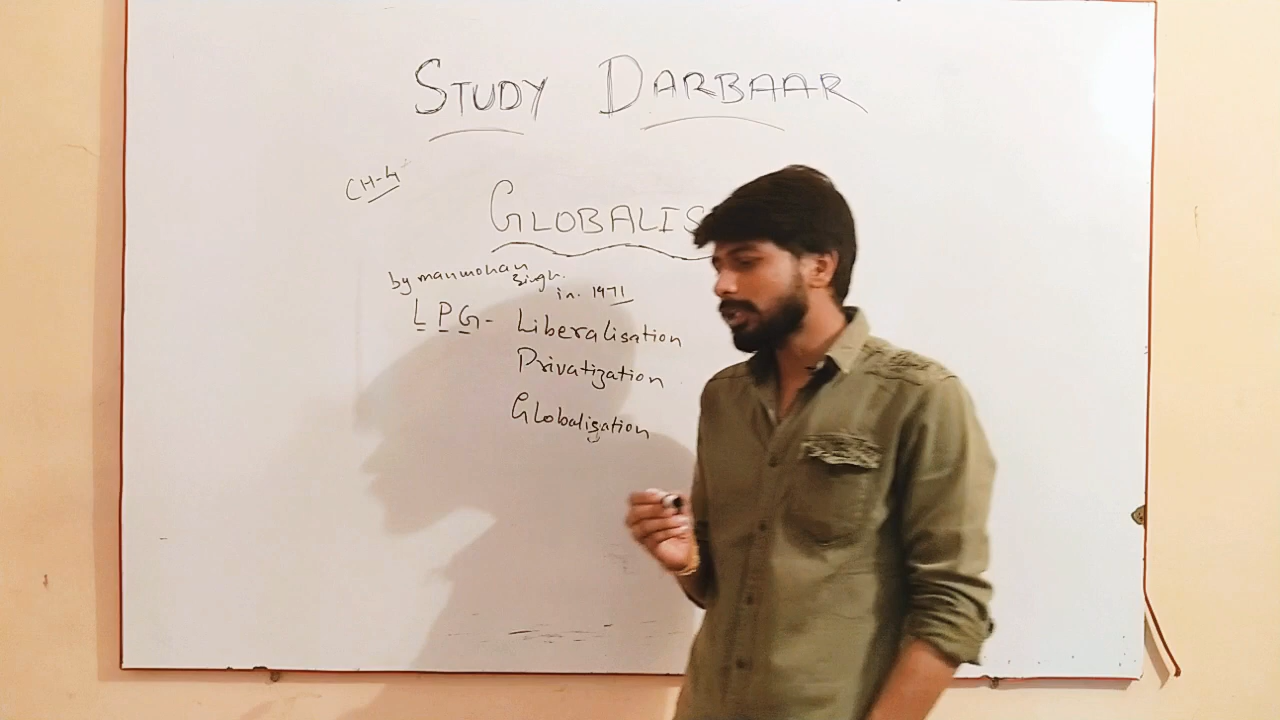 STUDY DARBAAR
CH-4
GLOBALIS
by manmohan
Singh.
in. 1971
LPG- Liberalisation
Privatization
Globalisation